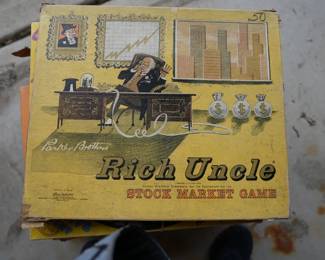 .50
Parker Brothers
Rich Uncle
STOCK MARKET GAME